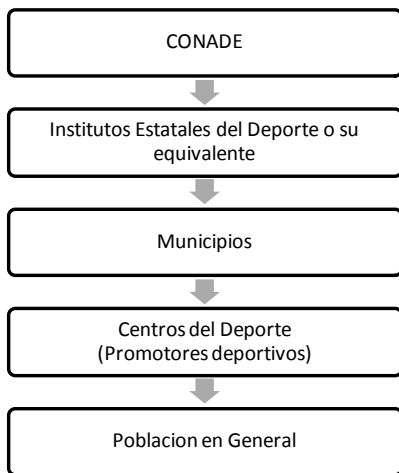 CONADE
Institutos Estatales del Deporte o su
equivalente
Municipios
Centros del Deporte
(Promotores deportivos)
Poblacion en General